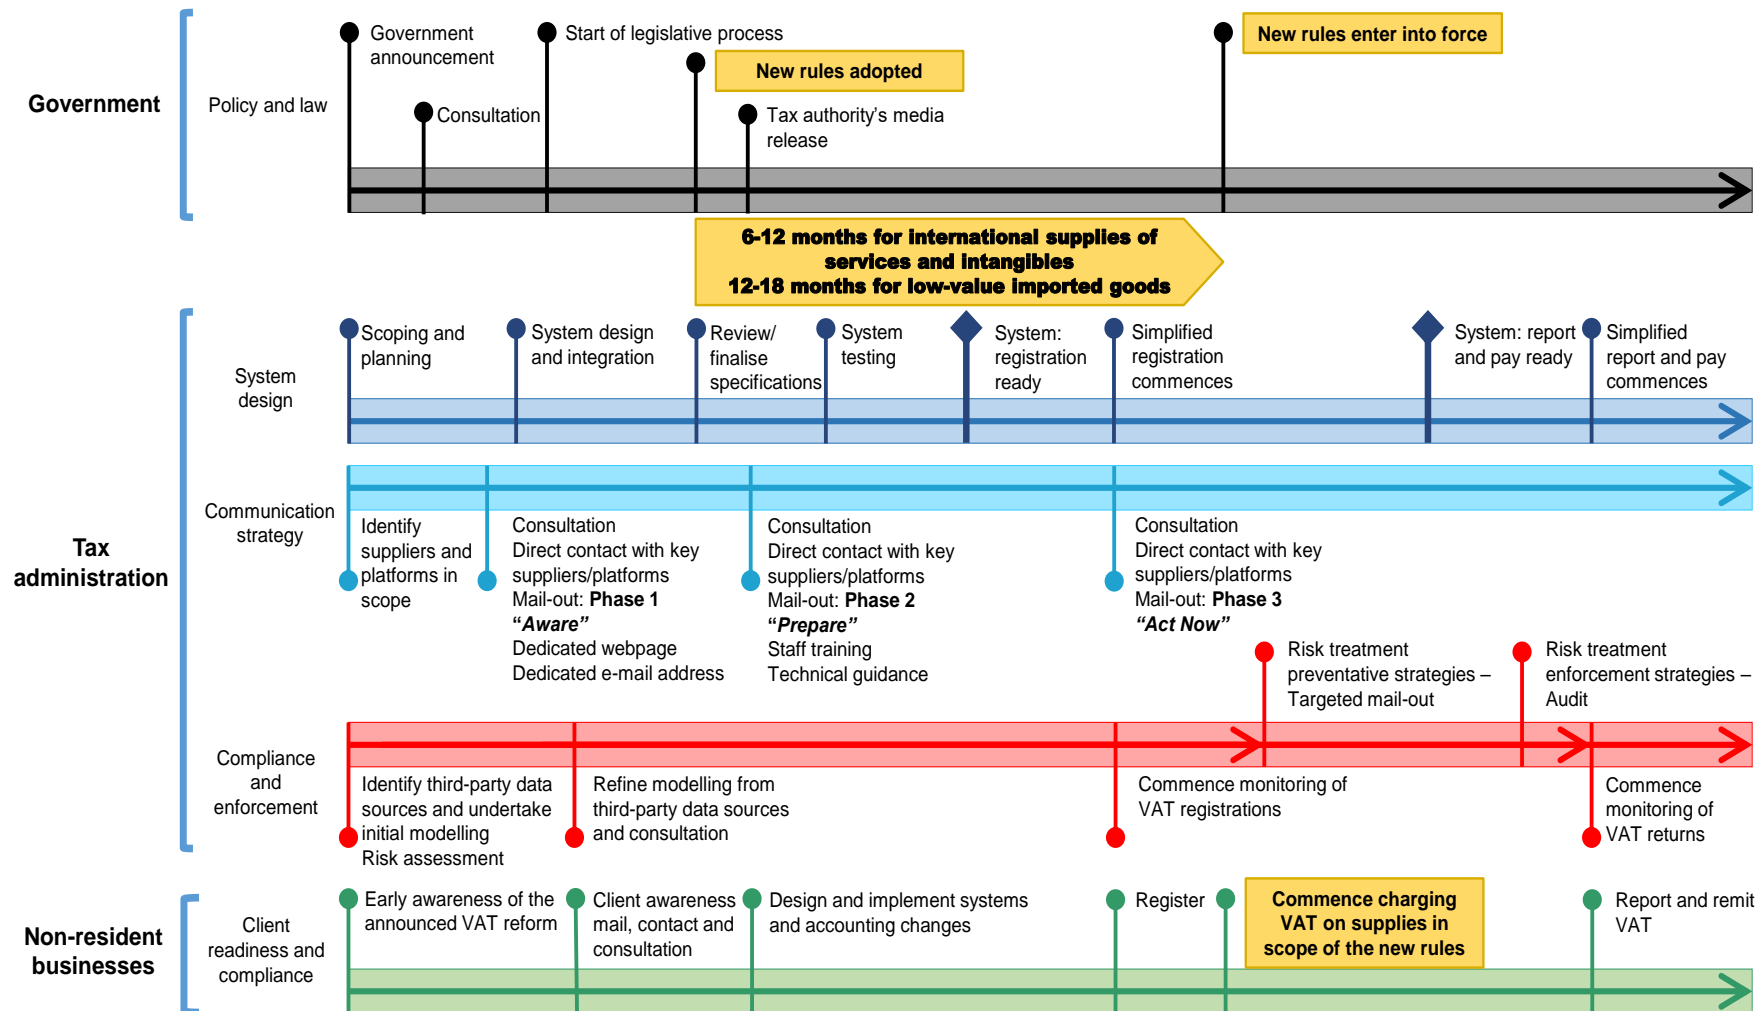 Government
Policy and law
Government
announcement
Consultation
Start of legislative process
New rules adopted
Tax authority’s media
release
New rules enter into force
6-12 months for international supplies of
services and intangibles
12-18 months for low-value imported goods
Tax
administration
System
design
Scoping and
planning
System design
and integration
Review/
finalise
specifications
System
testing
System:
registration
ready
Simplified
registration
commences
System: report
and pay ready
Simplified
report and pay
commences
Communication
strategy
Identify
suppliers and
platforms in
scope
Consultation
Direct contact with key
suppliers/platforms
Mail-out: Phase 1
“Aware”
Dedicated webpage
Dedicated e-mail address
Consultation
Direct contact with key
suppliers/platforms
Mail-out: Phase 2
“Prepare”
Staff training
Technical guidance
Consultation
Direct contact with key
suppliers/platforms
Mail-out: Phase 3
“Act Now”
Risk treatment
preventative strategies –
Targeted mail-out
Risk treatment
enforcement strategies –
Audit
Compliance
and
enforcement
Identify third-party data
sources and undertake
initial modelling
Risk assessment
Refine modelling from
third-party data sources
and consultation
Commence monitoring of
VAT registrations
Commence
monitoring of
VAT returns
Non-resident
businesses
Client
readiness and
compliance
Early awareness of the
announced VAT reform
Client awareness
mail, contact and
consultation
Design and implement systems
and accounting changes
Register
Commence charging
VAT on supplies in
scope of the new rules
Report and remit
VAT